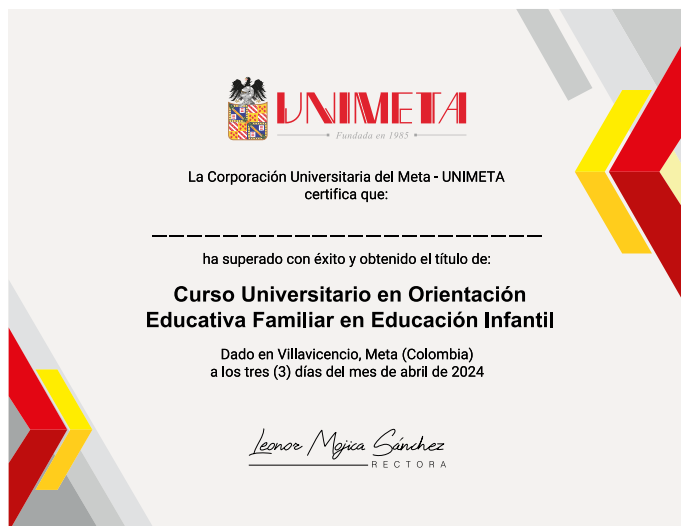 UNIMETA
Fundada en 1985
La Corporación Universitaria del Meta - UNIMETA
certifica que:
ha superado con éxito y obtenido el título de:
Curso Universitario en Orientación
Educativa Familiar en Educación Infantil
Dado en Villavicencio, Meta (Colombia)
a los tres (3) días del mes de abril de 2024
Leonor Mojica Sánchez
RECTORA